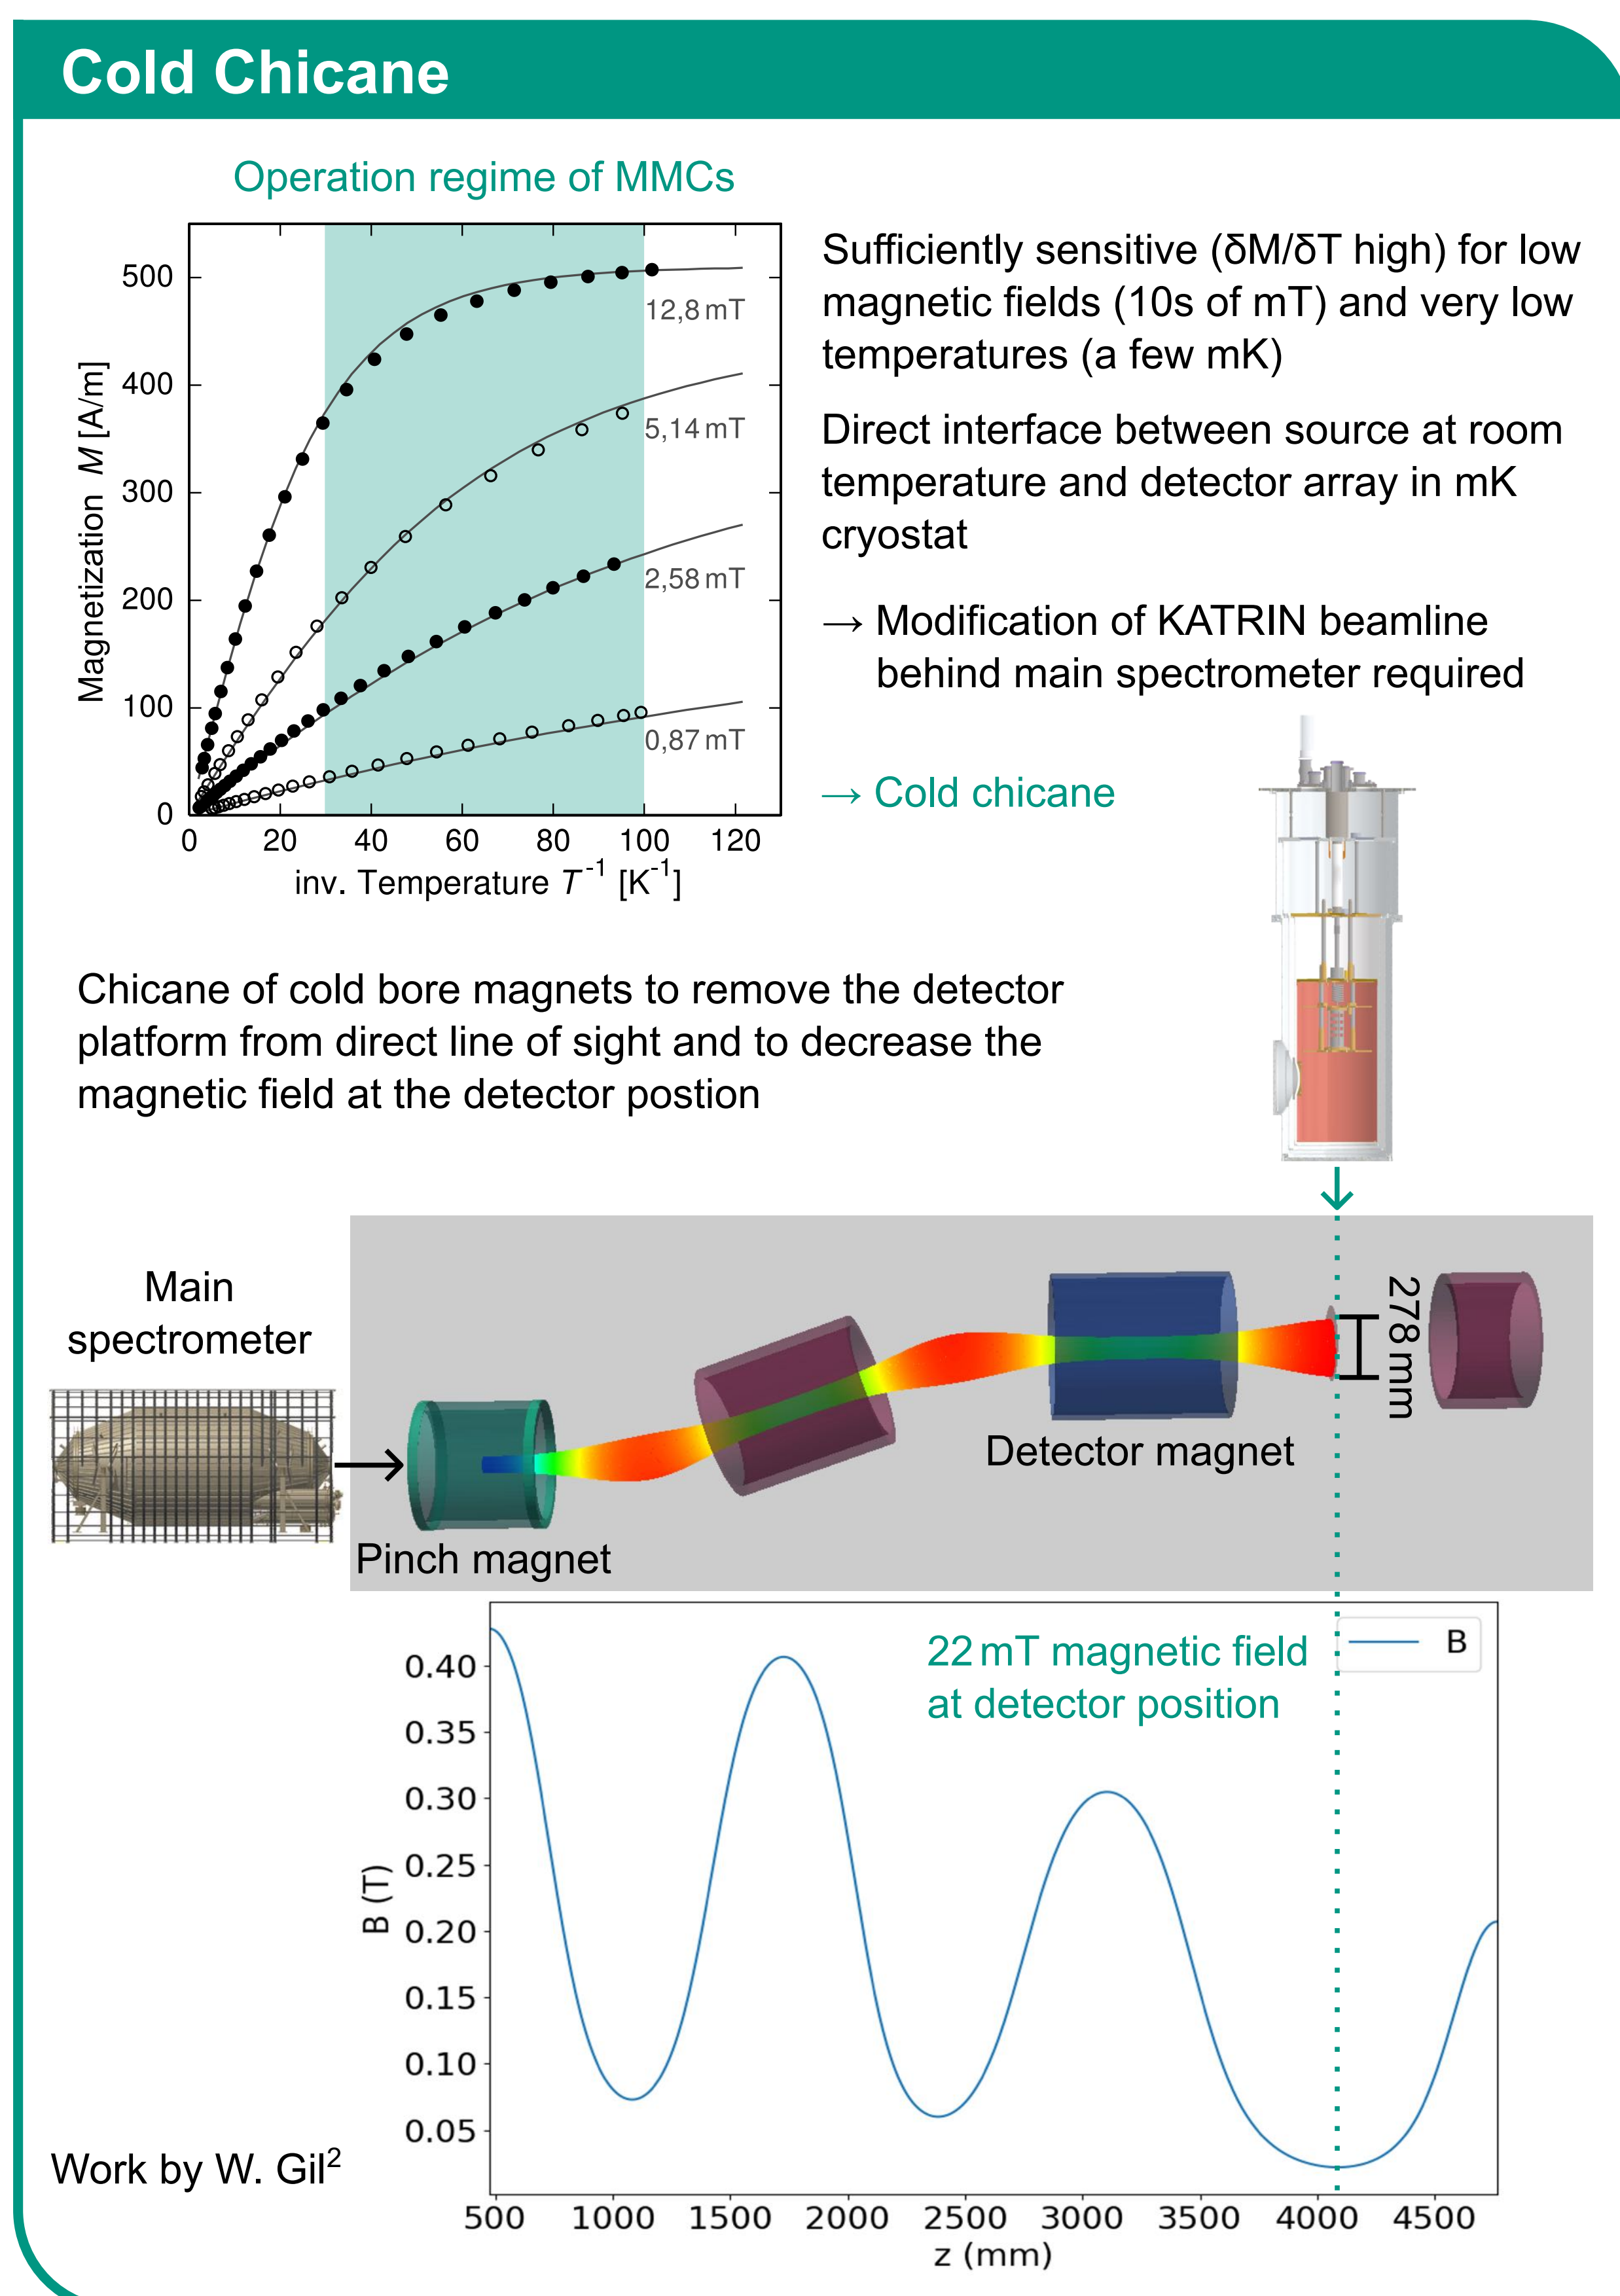 Cold Chicane
Operation regime of MMCs
500
400
300
200
100
0
Magnetization M [A/m]
12,8 mT
5,14 mT
2,58 mT
0,87 mT
0 20 40 60 80 100 120
inv. Temperature T⁻¹ [K⁻¹]
Sufficiently sensitive (δM/δT high) for low
magnetic fields (10s of mT) and very low
temperatures (a few mK)
Direct interface between source at room
temperature and detector array in mK
cryostat
→ Modification of KATRIN beamline
behind main spectrometer required
→ Cold chicane
Chicane of cold bore magnets to remove the detector
platform from direct line of sight and to decrease the
magnetic field at the detector postion
Main
spectrometer
Pinch magnet
Detector magnet
278 mm
22 mT magnetic field
at detector position
B
0.40
0.35
0.30
0.25
0.20
0.15
0.10
0.05
B (T)
500 1000 1500 2000 2500 3000 3500 4000 4500
z (mm)
Work by W. Gil²